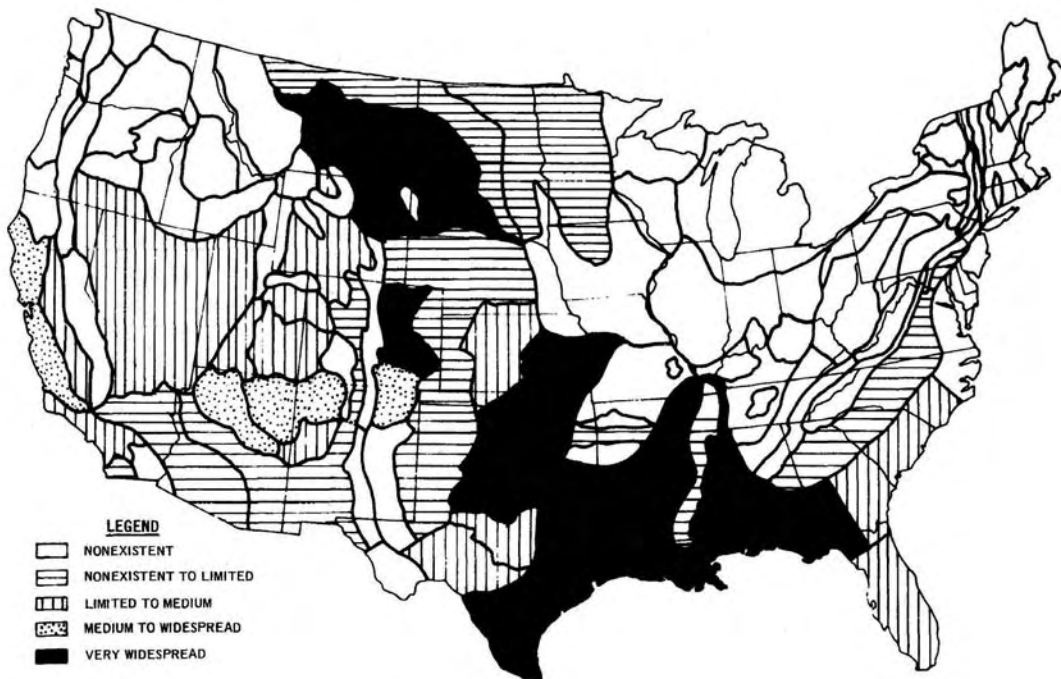 LEGEND
NONEXISTENT
NONEXISTENT TO LIMITED
LIMITED TO MEDIUM
MEDIUM TO WIDESPREAD
VERY WIDESPREAD